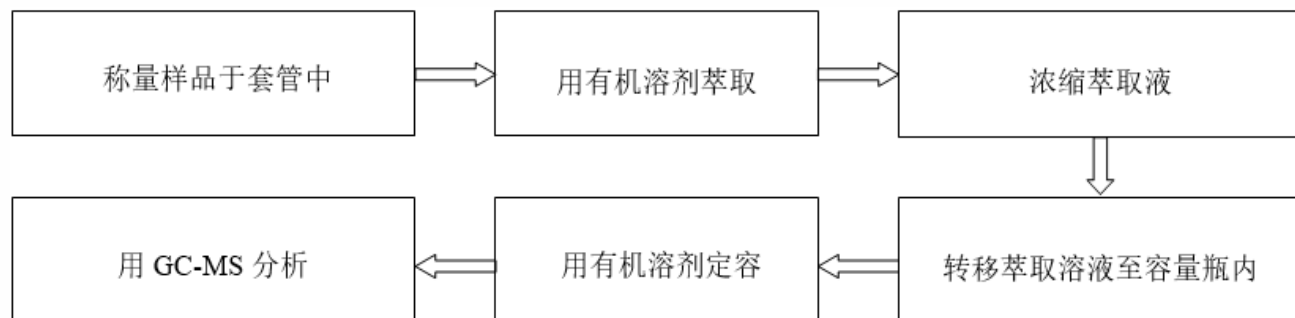 称量样品于套管中
用有机溶剂萃取
浓缩萃取液
转移萃取溶液至容量瓶内
用有机溶剂定容
用 GC-MS 分析